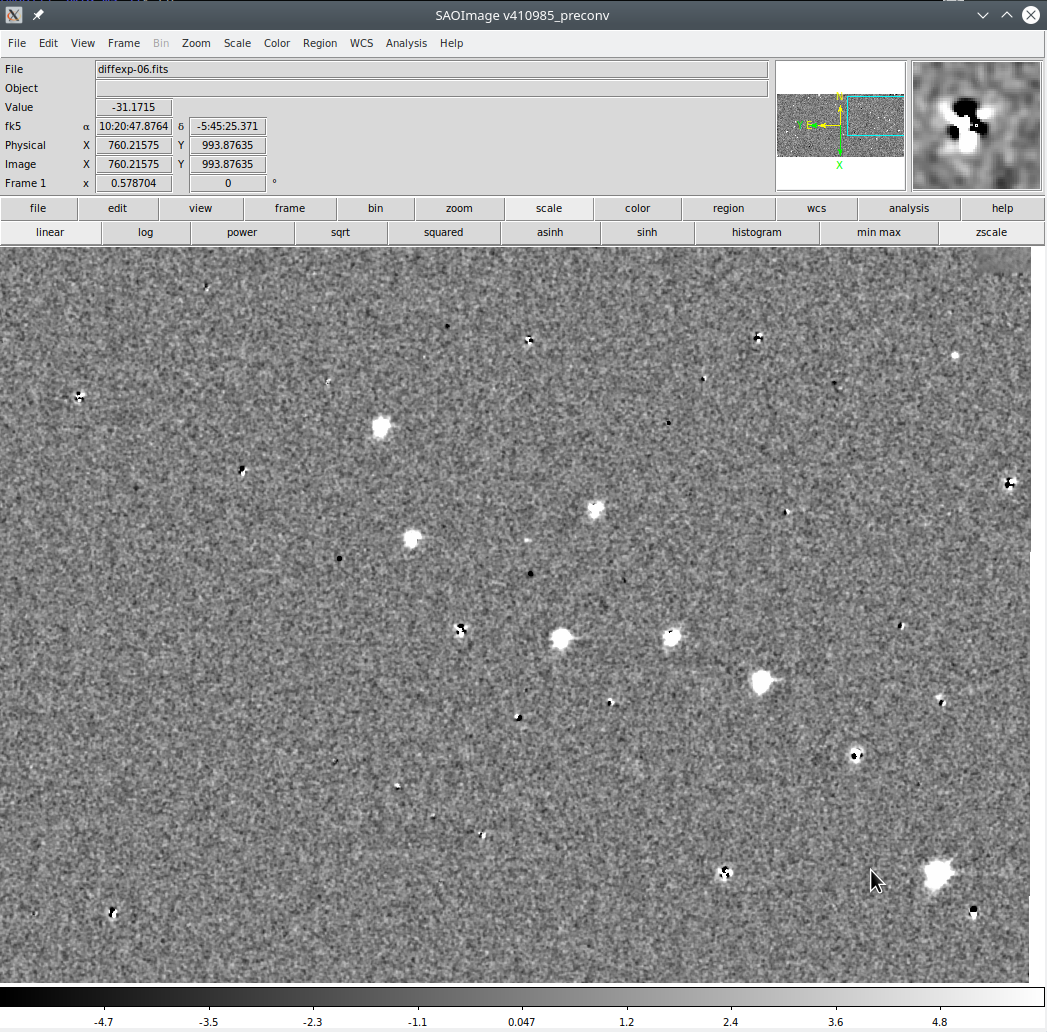 SAOImage v410985_preconv
File Edit View Frame Bin Zoom Scale Color Region WCS Analysis Help
File diffexp-06.fits
Object
Value -31.1715
fk5 α 10:20:47.8764 δ -5:45:25.371
Physical X 760.21575 Y 993.87635
Image X 760.21575 Y 993.87635
Frame 1 x 0.578704 0 °
N
E
X
file edit view frame bin zoom scale color region wcs analysis help
linear log power sqrt squared asinh sinh histogram min max zscale
-4.7 -3.5 -2.3 -1.1 0.047 1.2 2.4 3.6 4.8